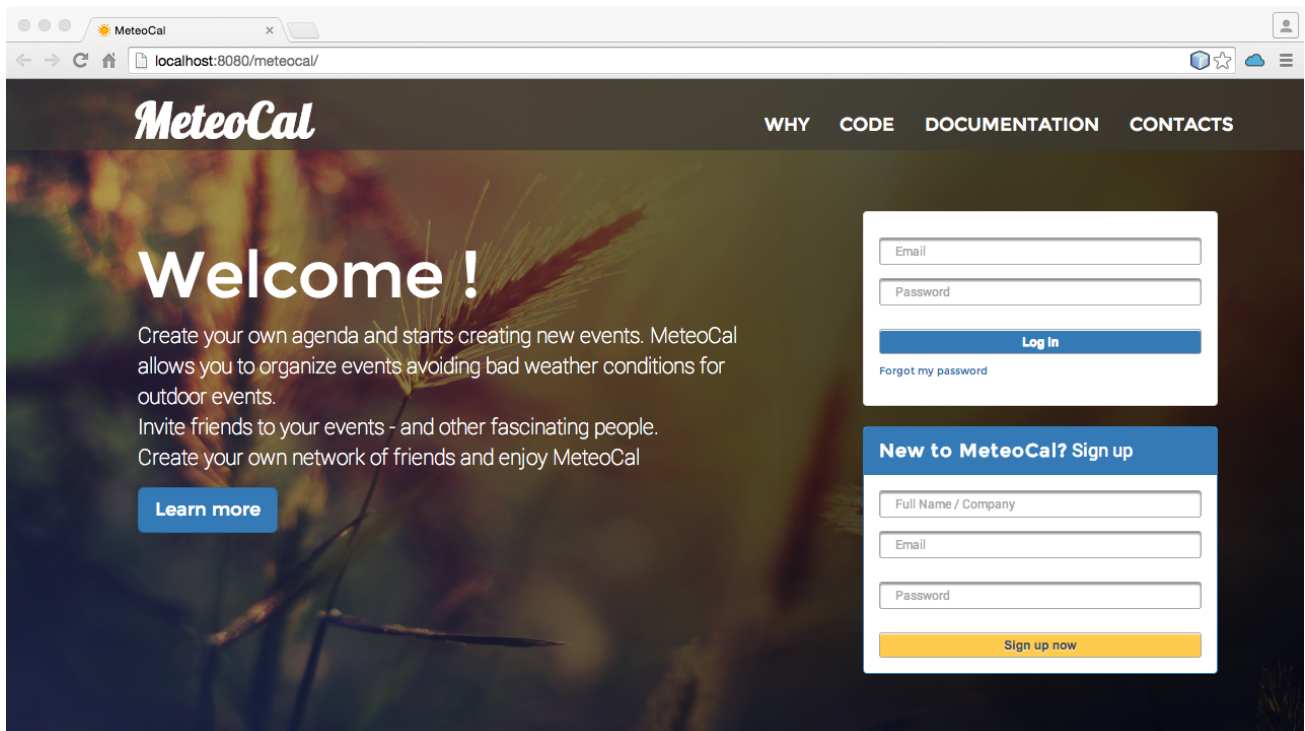 MeteoCal
localhost:8080/meteocal/
MeteoCal
WHY CODE DOCUMENTATION CONTACTS
Welcome !
Create your own agenda and starts creating new events. MeteoCal
allows you to organize events avoiding bad weather conditions for
outdoor events.
Invite friends to your events - and other fascinating people.
Create your own network of friends and enjoy MeteoCal
Learn more
Email
Password
Log In
Forgot my password
New to MeteoCal? Sign up
Full Name / Company
Email
Password
Sign up now